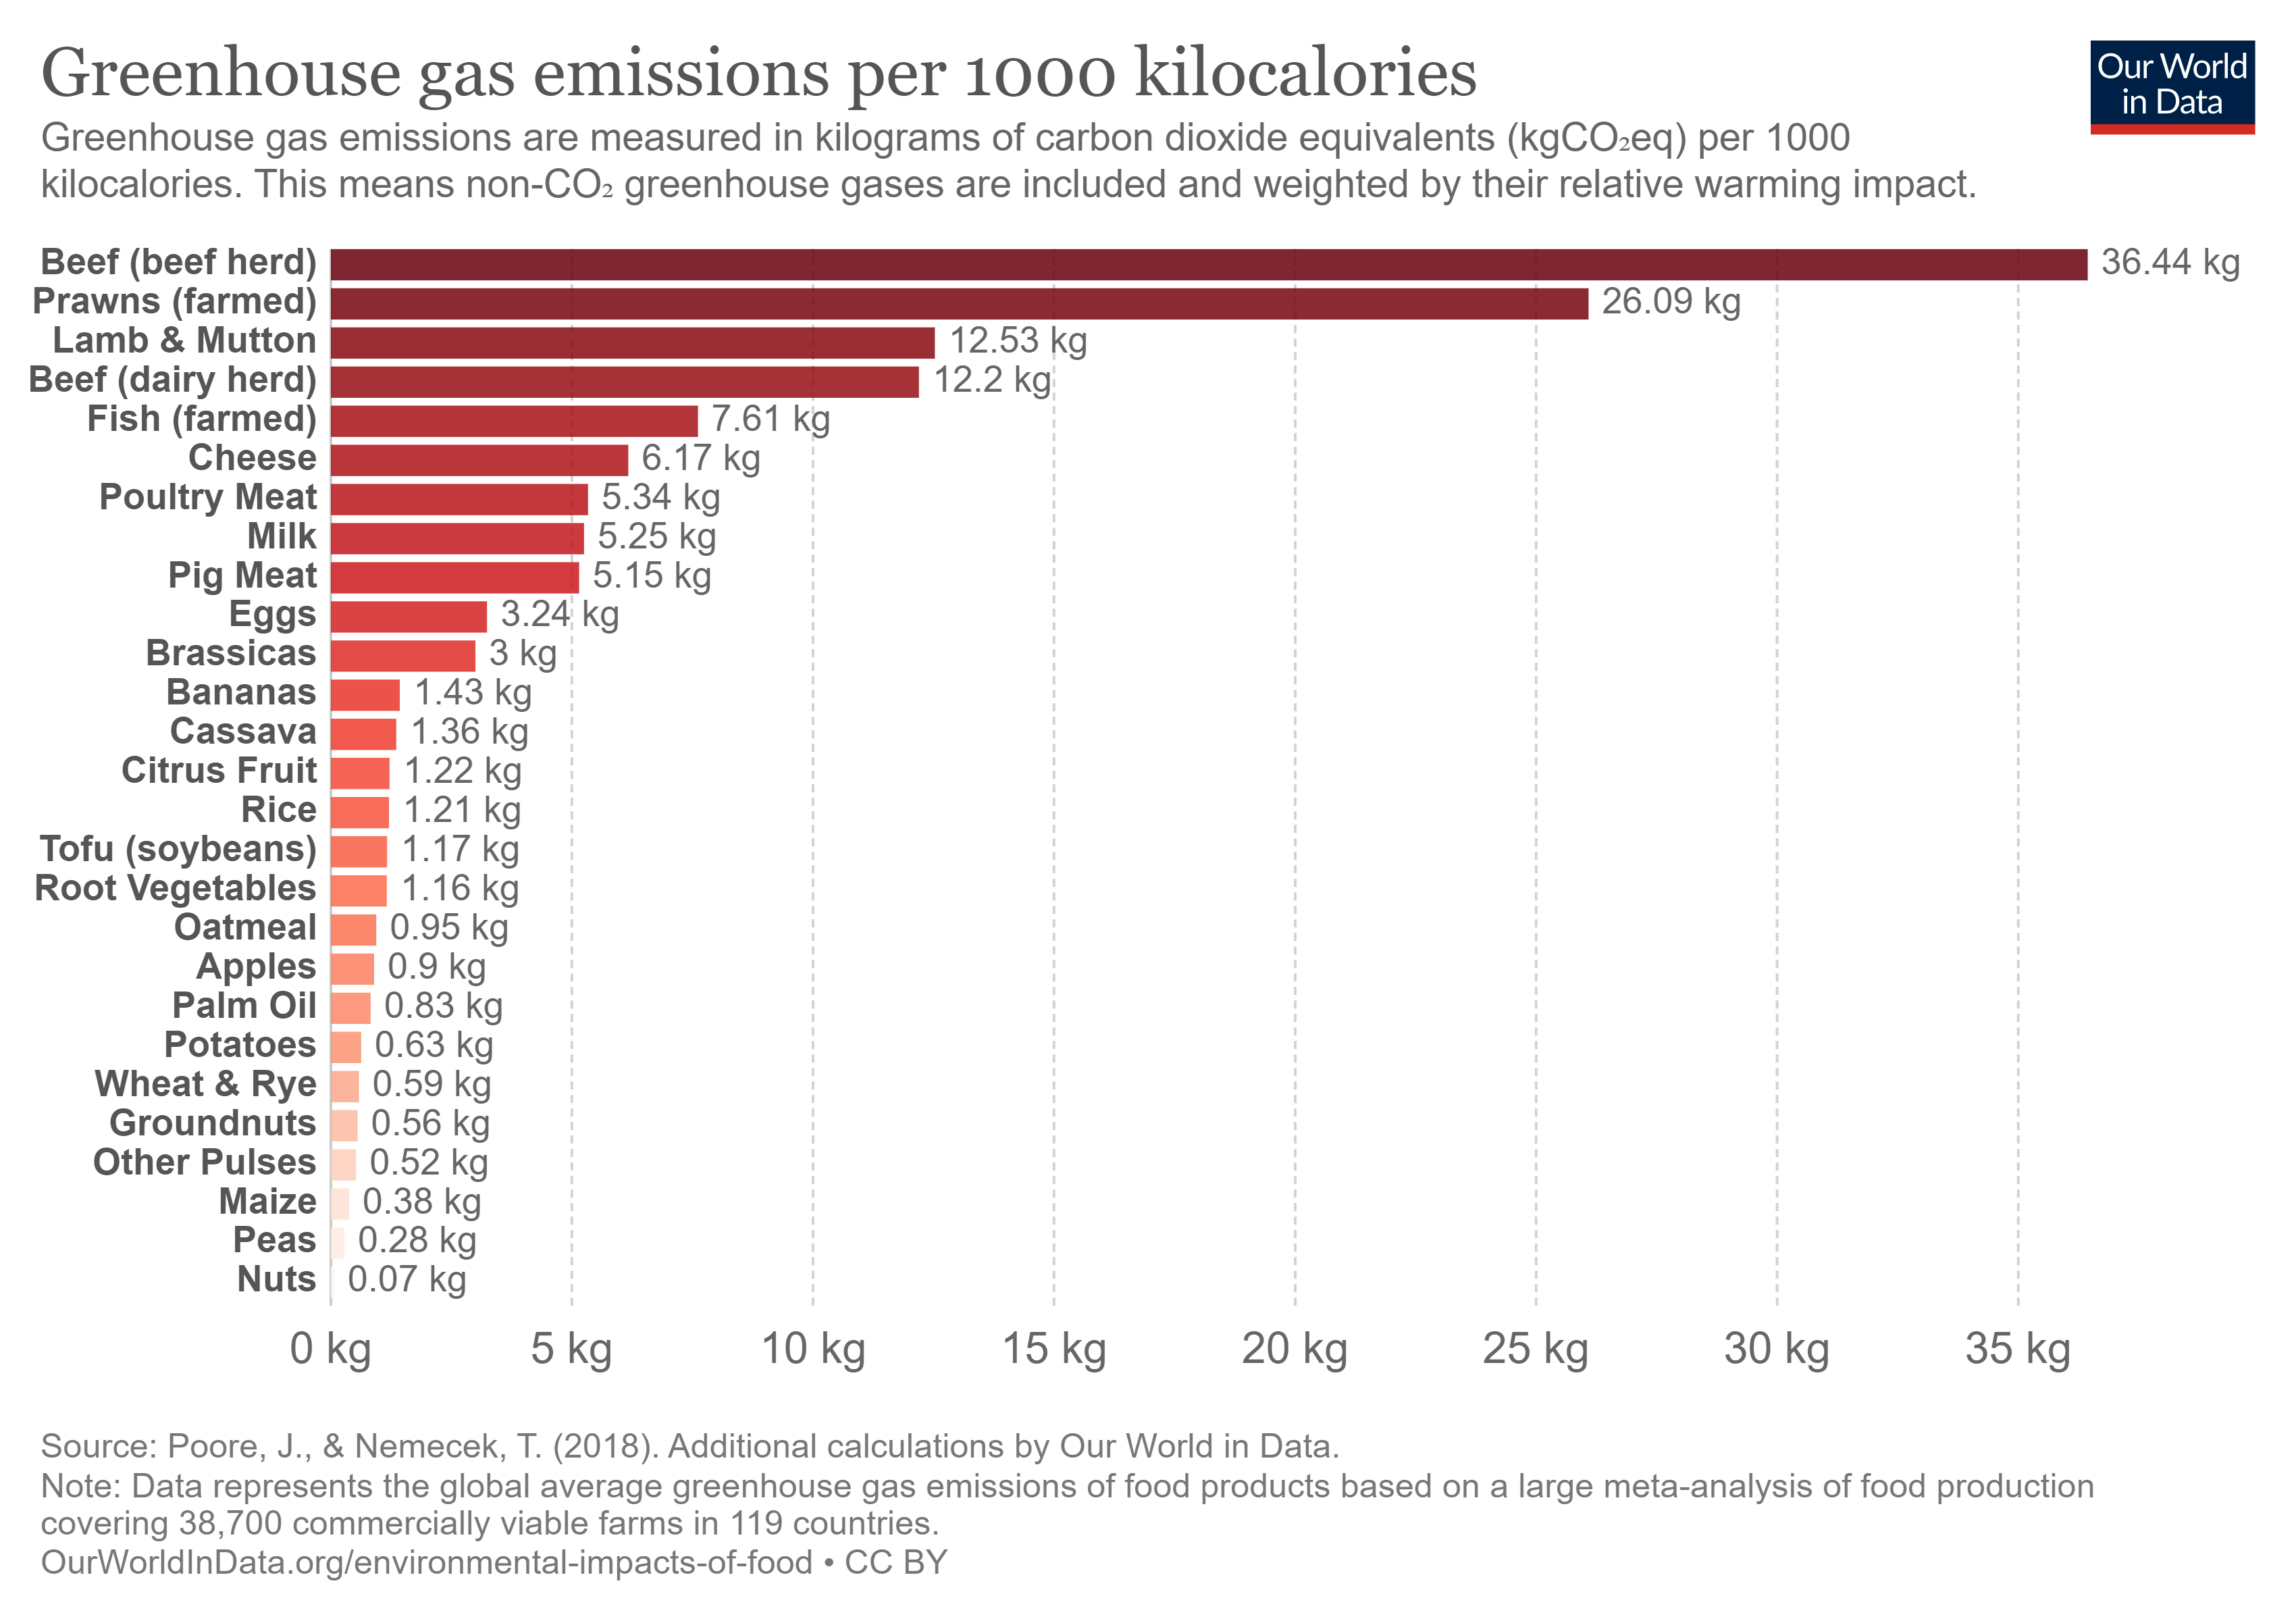 Greenhouse gas emissions per 1000 kilocalories
Our World
in Data
Greenhouse gas emissions are measured in kilograms of carbon dioxide equivalents (kgCO₂eq) per 1000
kilocalories. This means non-CO₂ greenhouse gases are included and weighted by their relative warming impact.
Beef (beef herd) 36.44 kg
Prawns (farmed) 26.09 kg
Lamb & Mutton 12.53 kg
Beef (dairy herd) 12.2 kg
Fish (farmed) 7.61 kg
Cheese 6.17 kg
Poultry Meat 5.34 kg
Milk 5.25 kg
Pig Meat 5.15 kg
Eggs 3.24 kg
Brassicas 3 kg
Bananas 1.43 kg
Cassava 1.36 kg
Citrus Fruit 1.22 kg
Rice 1.21 kg
Tofu (soybeans) 1.17 kg
Root Vegetables 1.16 kg
Oatmeal 0.95 kg
Apples 0.9 kg
Palm Oil 0.83 kg
Potatoes 0.63 kg
Wheat & Rye 0.59 kg
Groundnuts 0.56 kg
Other Pulses 0.52 kg
Maize 0.38 kg
Peas 0.28 kg
Nuts 0.07 kg
0 kg 5 kg 10 kg 15 kg 20 kg 25 kg 30 kg 35 kg
Source: Poore, J., & Nemecek, T. (2018). Additional calculations by Our World in Data.
Note: Data represents the global average greenhouse gas emissions of food products based on a large meta-analysis of food production
covering 38,700 commercially viable farms in 119 countries.
OurWorldInData.org/environmental-impacts-of-food • CC BY